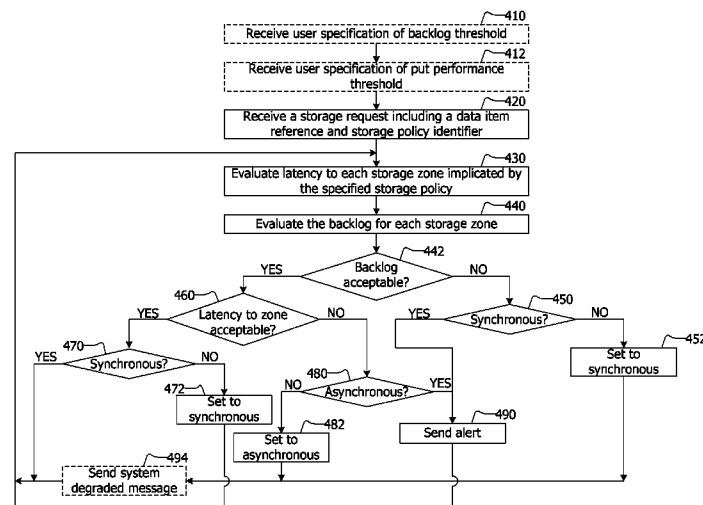 410
Receive user specification of backlog threshold
412
Receive user specification of put performance
threshold
420
Receive a storage request including a data item
reference and storage policy identifier
430
Evaluate latency to each storage zone implicated by
the specified storage policy
440
Evaluate the backlog for each storage zone
442
YES
Backlog
acceptable?
NO
460
YES
Latency to zone
acceptable?
NO
YES
450
Synchronous?
NO
470
YES
Synchronous?
NO
480
NO
Asynchronous?
YES
452
Set to
synchronous
472
Set to
synchronous
482
Set to
asynchronous
490
Send alert
494
Send system
degraded message